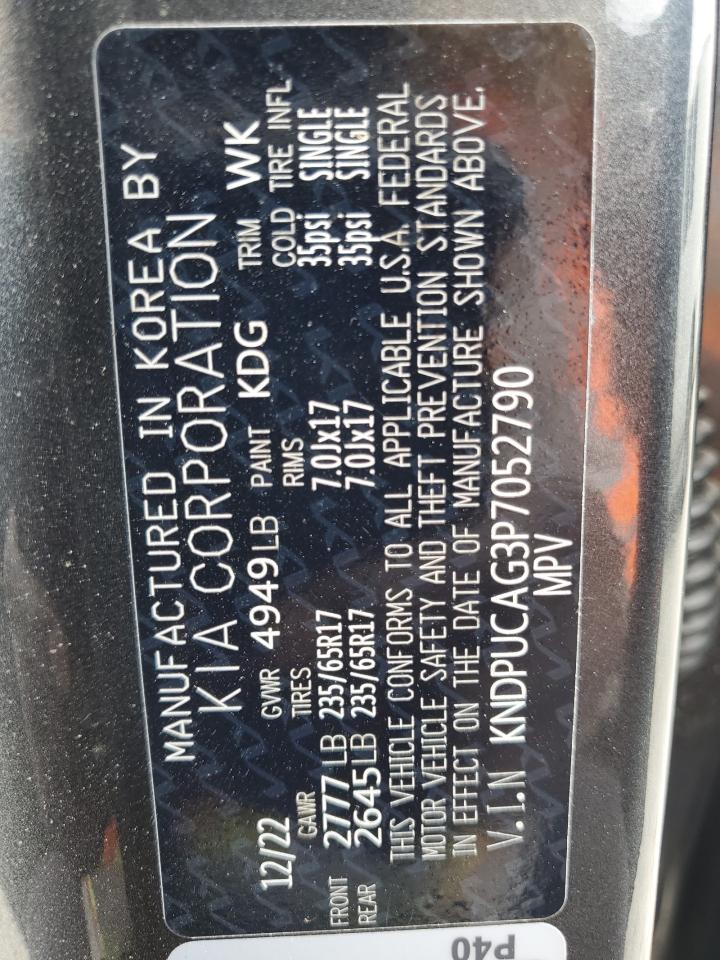 MANUFACTURED IN KOREA BY
KIA CORPORATION
12/22 GVWR 4949LB PAINT KDG TRIM WK
GAWR TIRES RIMS COLD TIRE INFL
FRONT 2777LB 235/65R17 7.0Jx17 35psi SINGLE
REAR 2645LB 235/65R17 7.0Jx17 35psi SINGLE
THIS VEHICLE CONFORMS TO ALL APPLICABLE U.S.A. FEDERAL
MOTOR VEHICLE SAFETY AND THEFT PREVENTION STANDARDS
IN EFFECT ON THE DATE OF MANUFACTURE SHOWN ABOVE.
V.I.N KNDPUCAG3P7052790
MPV
P40